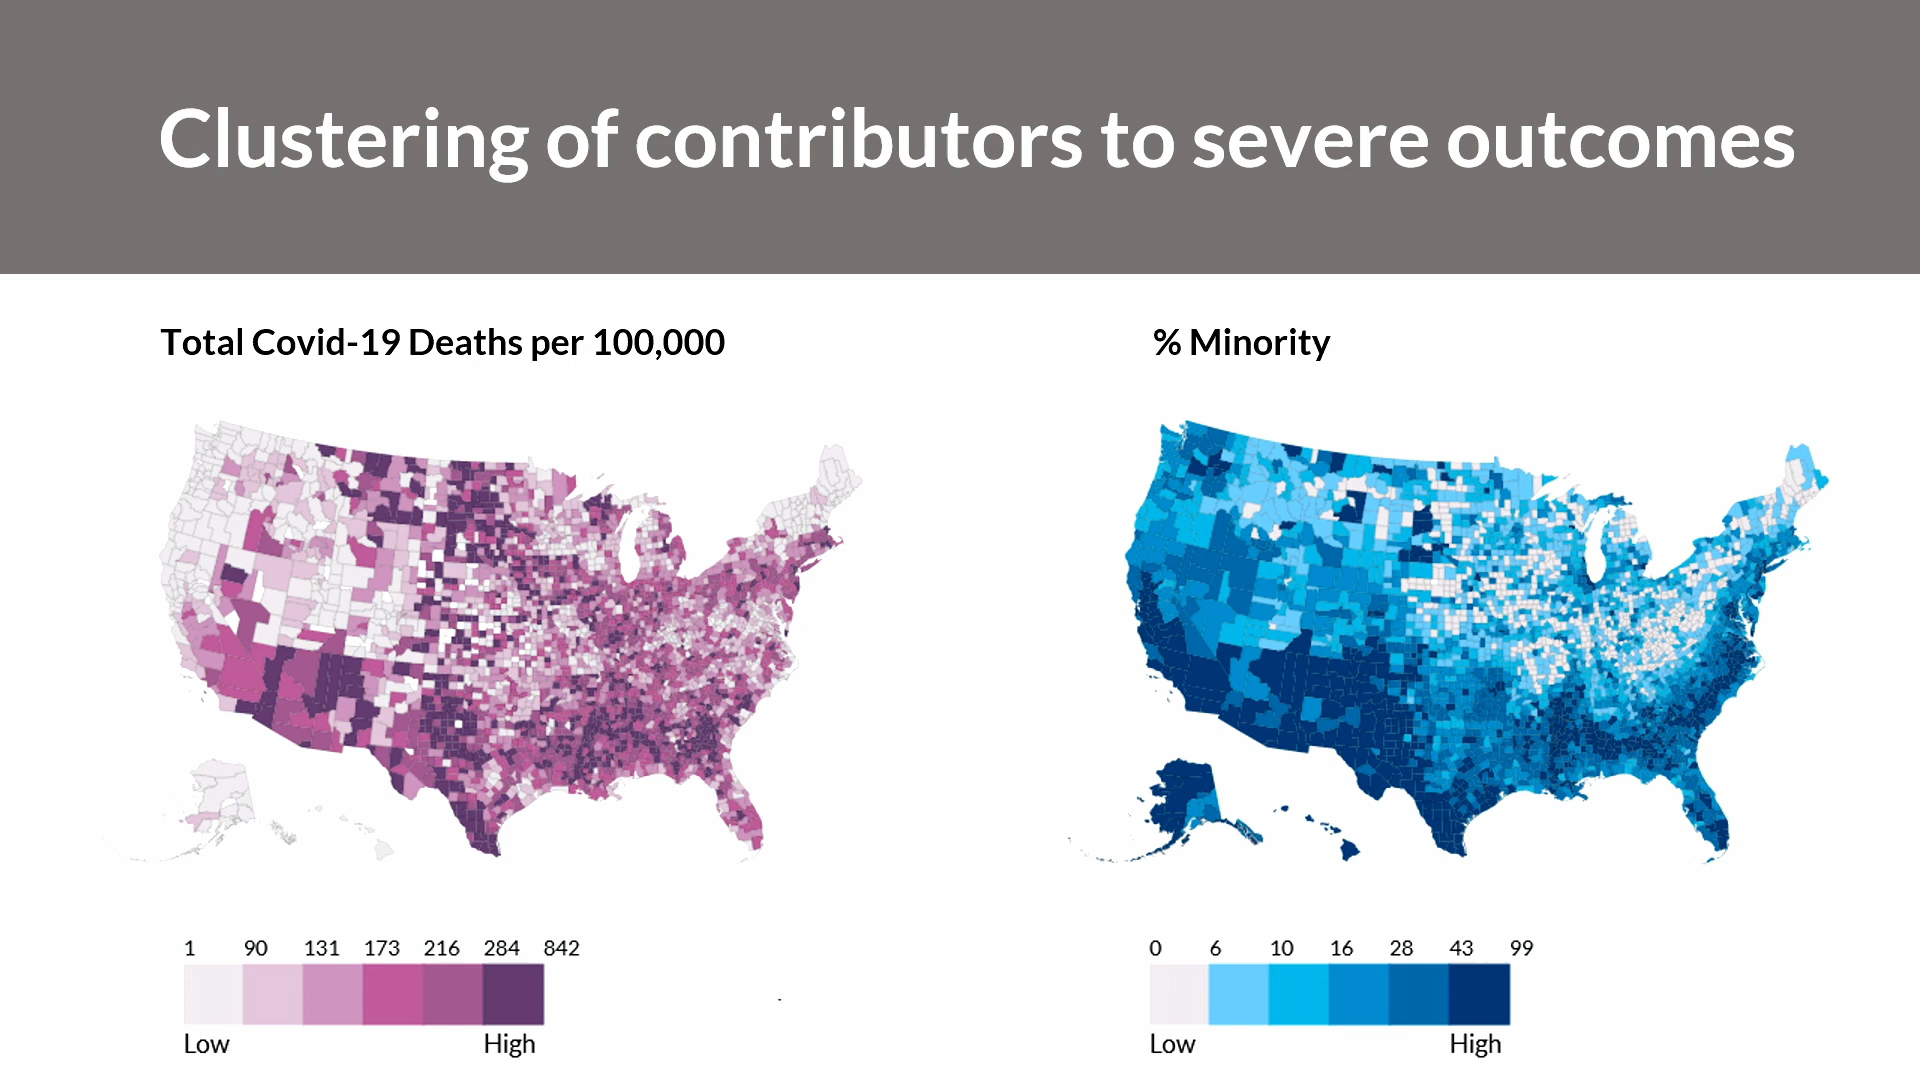 Clustering of contributors to severe outcomes
Total Covid-19 Deaths per 100,000
% Minority
1 90 131 173 216 284 842
Low High
0 6 10 16 28 43 99
Low High